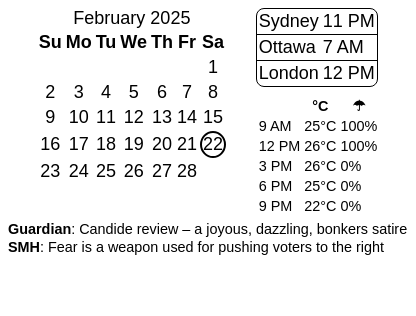 February 2025
Su Mo Tu We Th Fr Sa
1
2 3 4 5 6 7 8
9 10 11 12 13 14 15
16 17 18 19 20 21 22
23 24 25 26 27 28
Sydney 11 PM
Ottawa 7 AM
London 12 PM
°C ☂
9 AM 25°C 100%
12 PM 26°C 100%
3 PM 26°C 0%
6 PM 25°C 0%
9 PM 22°C 0%
Guardian: Candide review – a joyous, dazzling, bonkers satire
SMH: Fear is a weapon used for pushing voters to the right